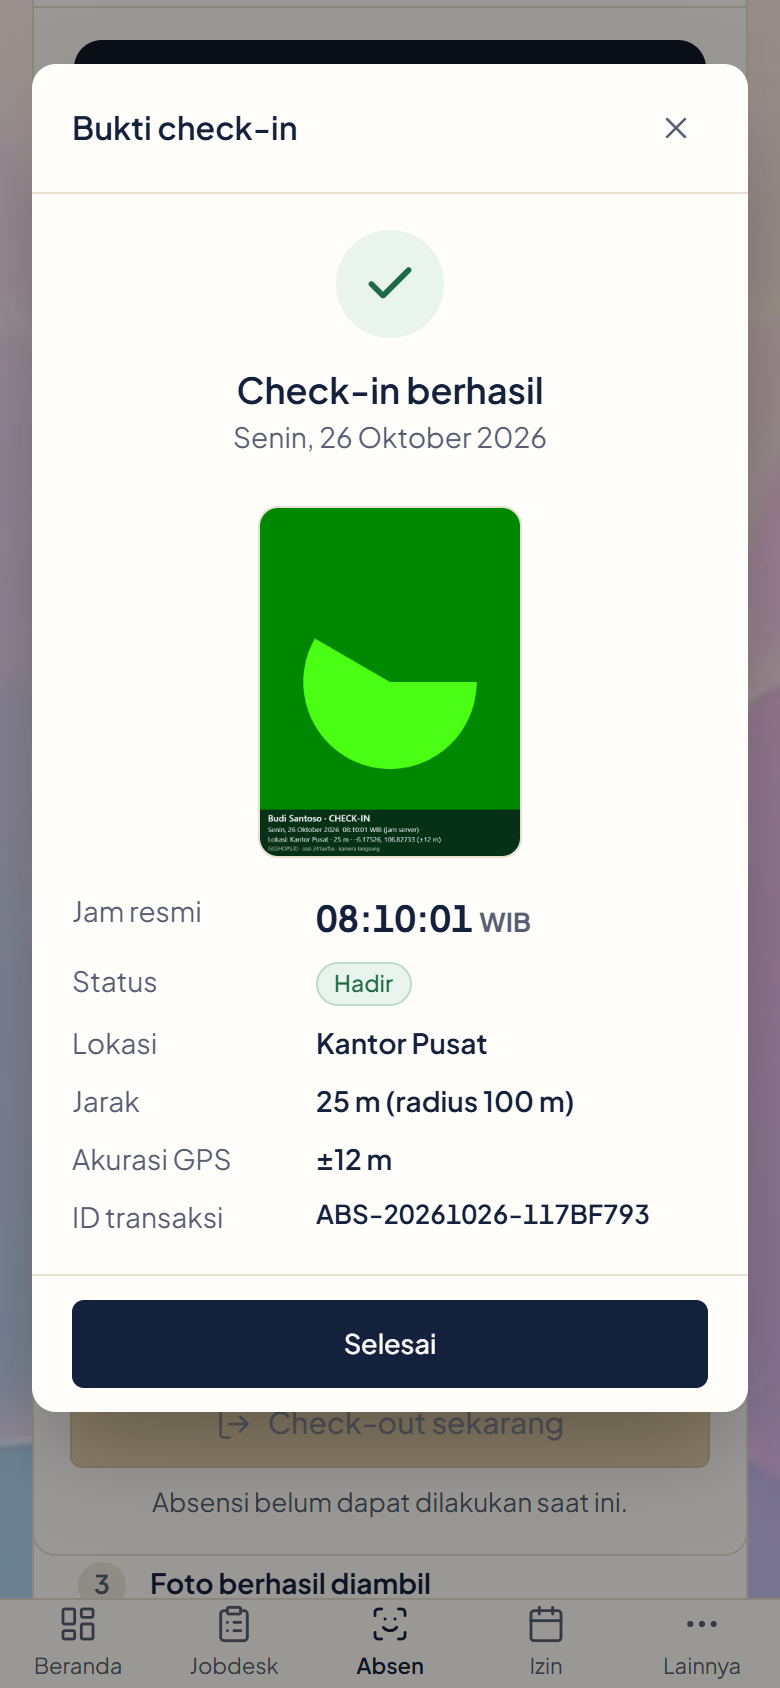 Bukti check-in
Check-in berhasil
Senin, 26 Oktober 2026
Budi Santoso · CHECK-IN
Senin, 26 Oktober 2026 · 08:10:01 WIB (jam server)
Lokasi: Kantor Pusat · 25 m · -6.17526, 106.82733 (±12 m)
Jam resmi
08:10:01 WIB
Status
Hadir
Lokasi
Kantor Pusat
Jarak
25 m (radius 100 m)
Akurasi GPS
±12 m
ID transaksi
ABS-20261026-117BF793
Selesai
Check-out sekarang
Absensi belum dapat dilakukan saat ini.
3 Foto berhasil diambil
Beranda
Jobdesk
Absen
Izin
Lainnya